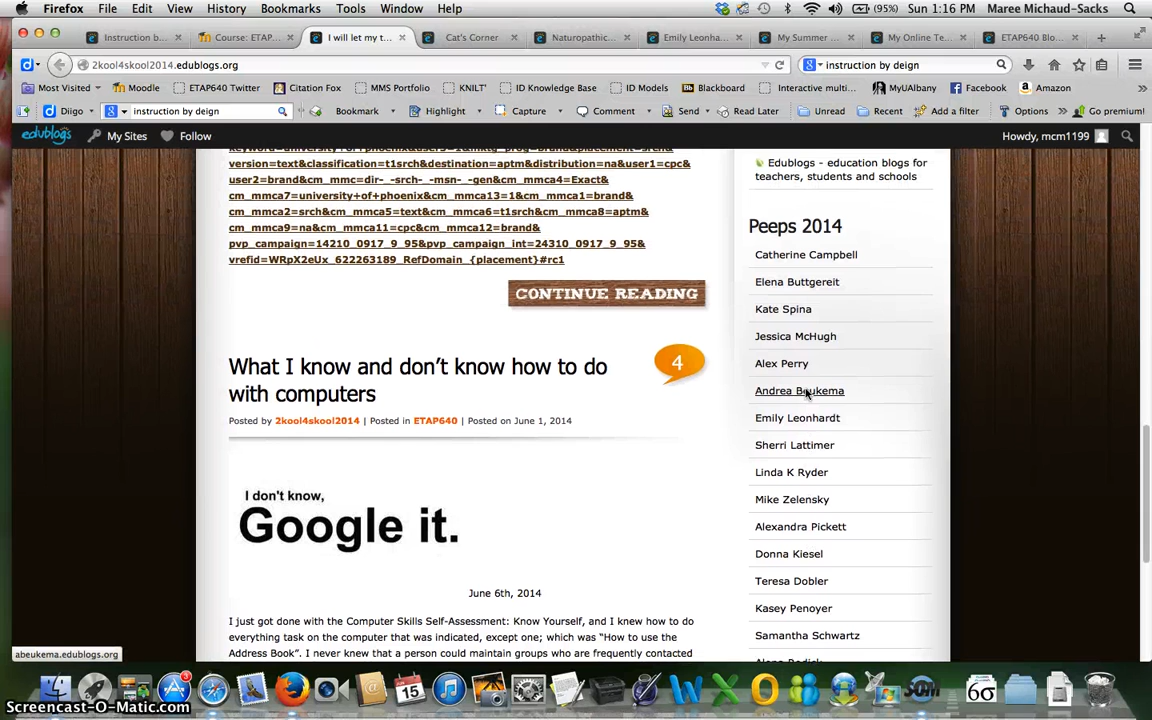 Firefox File Edit View History Bookmarks Tools Window Help (95%) Sun 1:16 PM Maree Michaud-Sacks
Instruction b... Course: ETAP... I will let my t... Cat's Corner Naturopathic... Emily Leonha... My Summer ... My Online Te... ETAP640 Blo...
2kool4skool2014.edublogs.org instruction by deign
Most Visited Moodle ETAP640 Twitter Citation Fox MMS Portfolio KNILT' ID Knowledge Base ID Models Interactive multi... Blackboard MyUAlbany Facebook Amazon
Diigo instruction by deign Bookmark Highlight Capture Comment Send Read Later Unread Recent Add a filter Options Go premium!
edublogs My Sites Follow Howdy, mcm1199
version=text&classification=t1srch&destination=aptm&distribution=na&user1=cpc&
user2=brand&cm_mmc=dir-_-srch-_-msn-_-gen&cm_mmca4=Exact&
cm_mmca7=university+of+phoenix&cm_mmca13=1&cm_mmca1=brand&
cm_mmca2=srch&cm_mmca5=text&cm_mmca6=t1srch&cm_mmca8=aptm&
cm_mmca9=na&cm_mmca11=cpc&cm_mmca12=brand&
pvp_campaign=14210_0917_9_95&pvp_campaign_int=24310_0917_9_95&
vrefid=WRpX2eUx_622263189_RefDomain_{placement}#rc1
CONTINUE READING
What I know and don't know how to do
with computers
4
Posted by 2kool4skool2014 | Posted in ETAP640 | Posted on June 1, 2014
I don't know,
Google it.
June 6th, 2014
I just got done with the Computer Skills Self-Assessment: Know Yourself, and I knew how to do
everything task on the computer that was indicated, except one; which was "How to use the
Address Book". I never knew that a person could maintain groups who are frequently contacted
Edublogs - education blogs for
teachers, students and schools
Peeps 2014
Catherine Campbell
Elena Buttgereit
Kate Spina
Jessica McHugh
Alex Perry
Andrea Beukema
Emily Leonhardt
Sherri Lattimer
Linda K Ryder
Mike Zelensky
Alexandra Pickett
Donna Kiesel
Teresa Dobler
Kasey Penoyer
Samantha Schwartz
abeukema.edublogs.org
Screencast-O-Matic.com